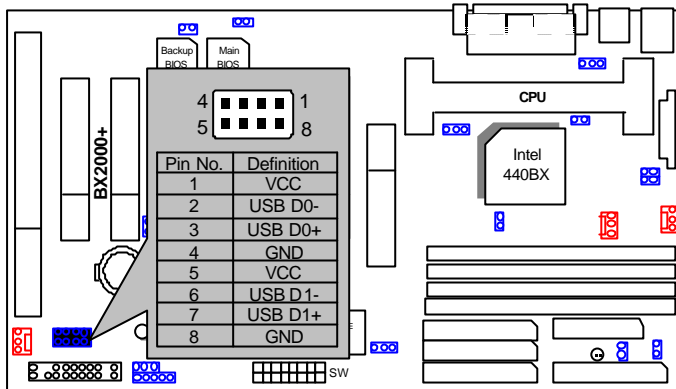 Backup
BIOS
Main
BIOS
CPU
4 1
5 8
BX2000+
Intel
440BX
Pin No. Definition
1 VCC
2 USB D0-
3 USB D0+
4 GND
5 VCC
6 USB D1-
7 USB D1+
8 GND
SW